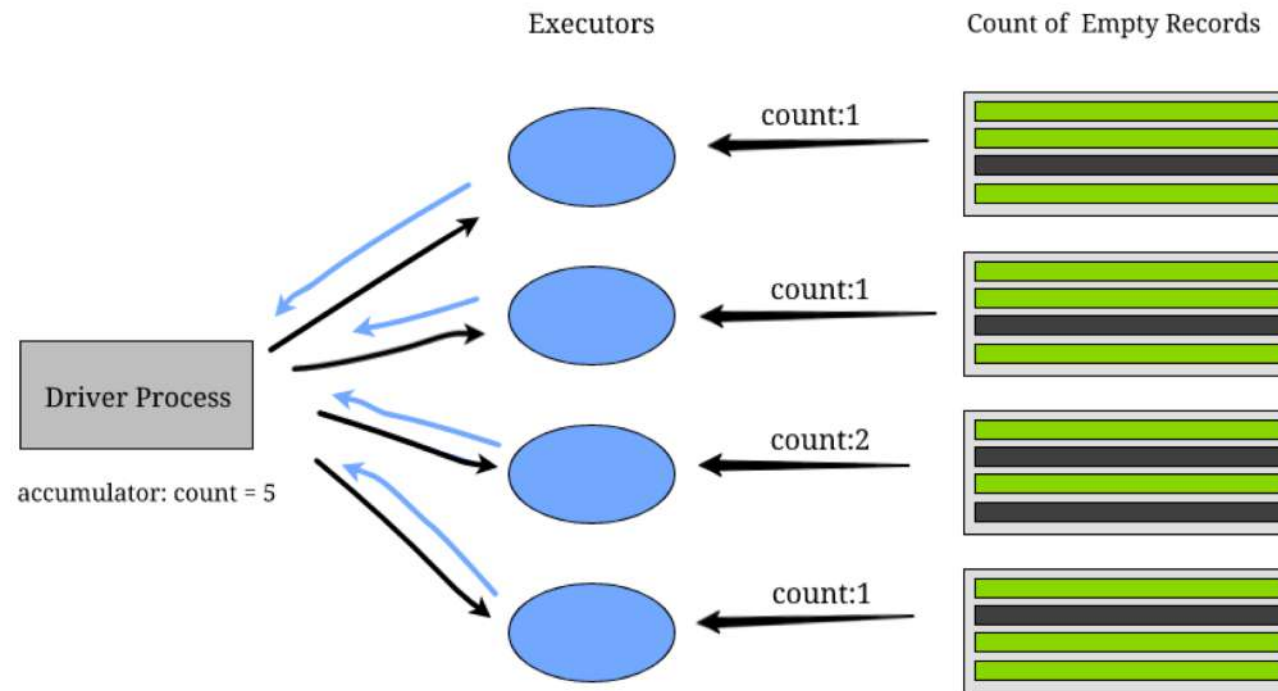 Executors
Count of Empty Records
count:1
count:1
Driver Process
count:2
accumulator: count = 5
count:1